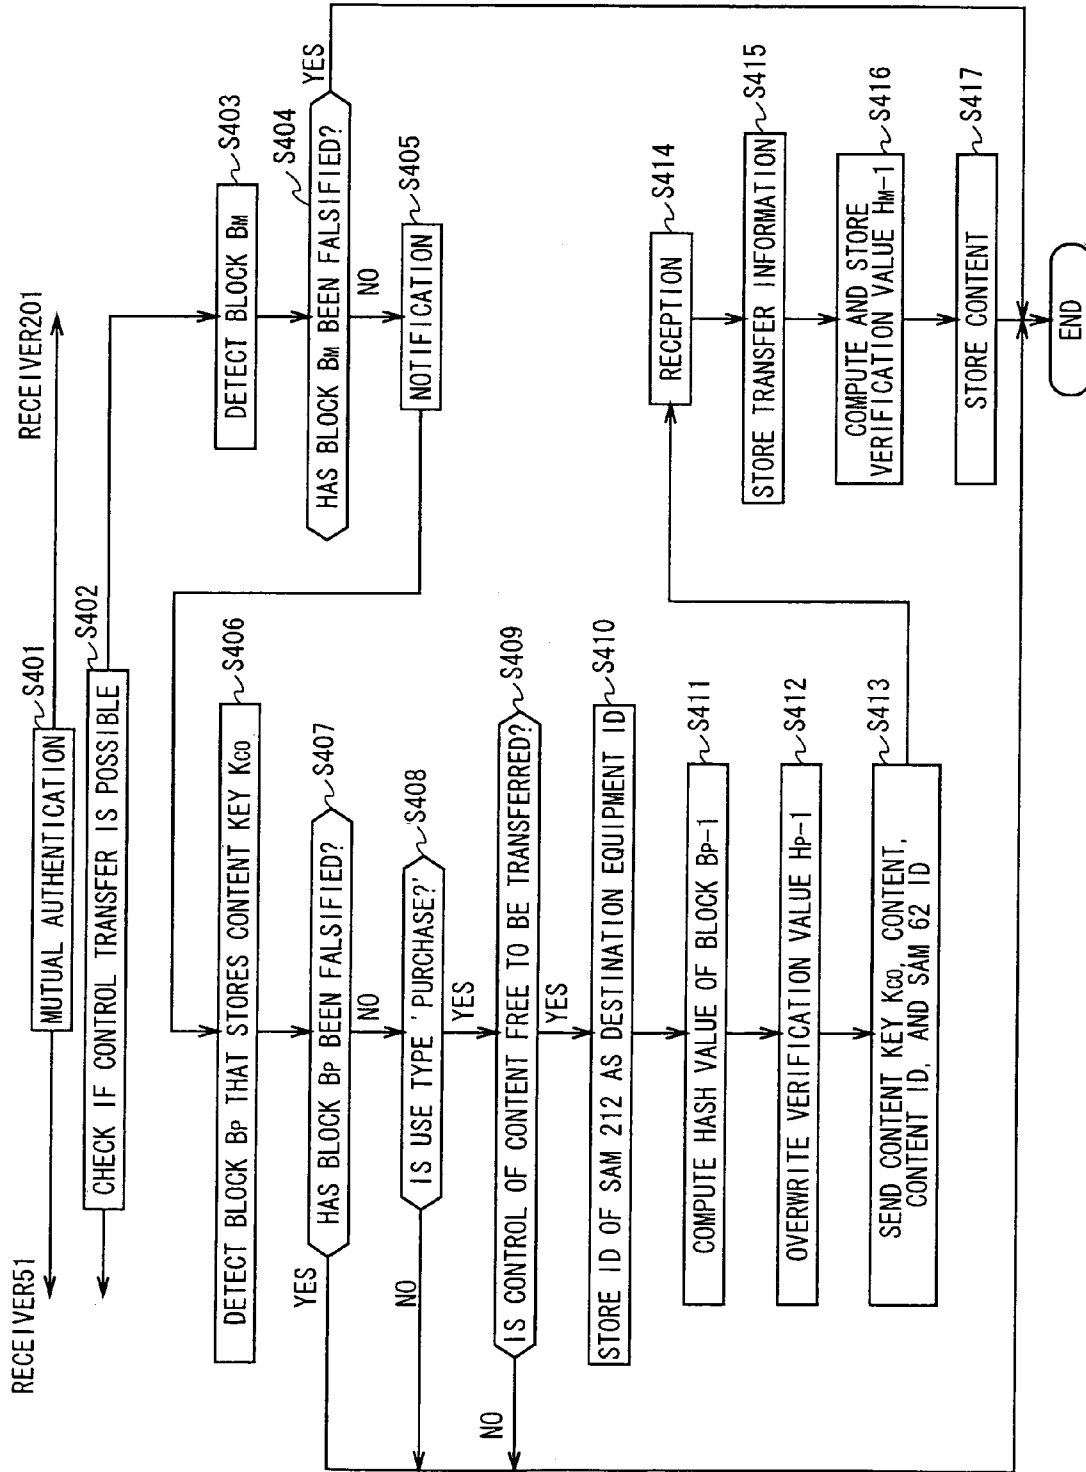 RECEIVER51
RECEIVER201
MUTUAL AUTHENTICATION
S401
CHECK IF CONTROL TRANSFER IS POSSIBLE
S402
DETECT BLOCK BM
S403
HAS BLOCK BM BEEN FALSIFIED?
S404
YES
NO
NOTIFICATION
S405
DETECT BLOCK BP THAT STORES CONTENT KEY KCO
S406
HAS BLOCK BP BEEN FALSIFIED?
S407
YES
NO
IS USE TYPE 'PURCHASE?'
S408
NO
YES
IS CONTROL OF CONTENT FREE TO BE TRANSFERRED?
S409
NO
YES
STORE ID OF SAM 212 AS DESTINATION EQUIPMENT ID
S410
COMPUTE HASH VALUE OF BLOCK BP-1
S411
OVERWRITE VERIFICATION VALUE HP-1
S412
SEND CONTENT KEY KCO, CONTENT,
CONTENT ID, AND SAM 62 ID
S413
RECEPTION
S414
STORE TRANSFER INFORMATION
S415
COMPUTE AND STORE
VERIFICATION VALUE HM-1
S416
STORE CONTENT
S417
END